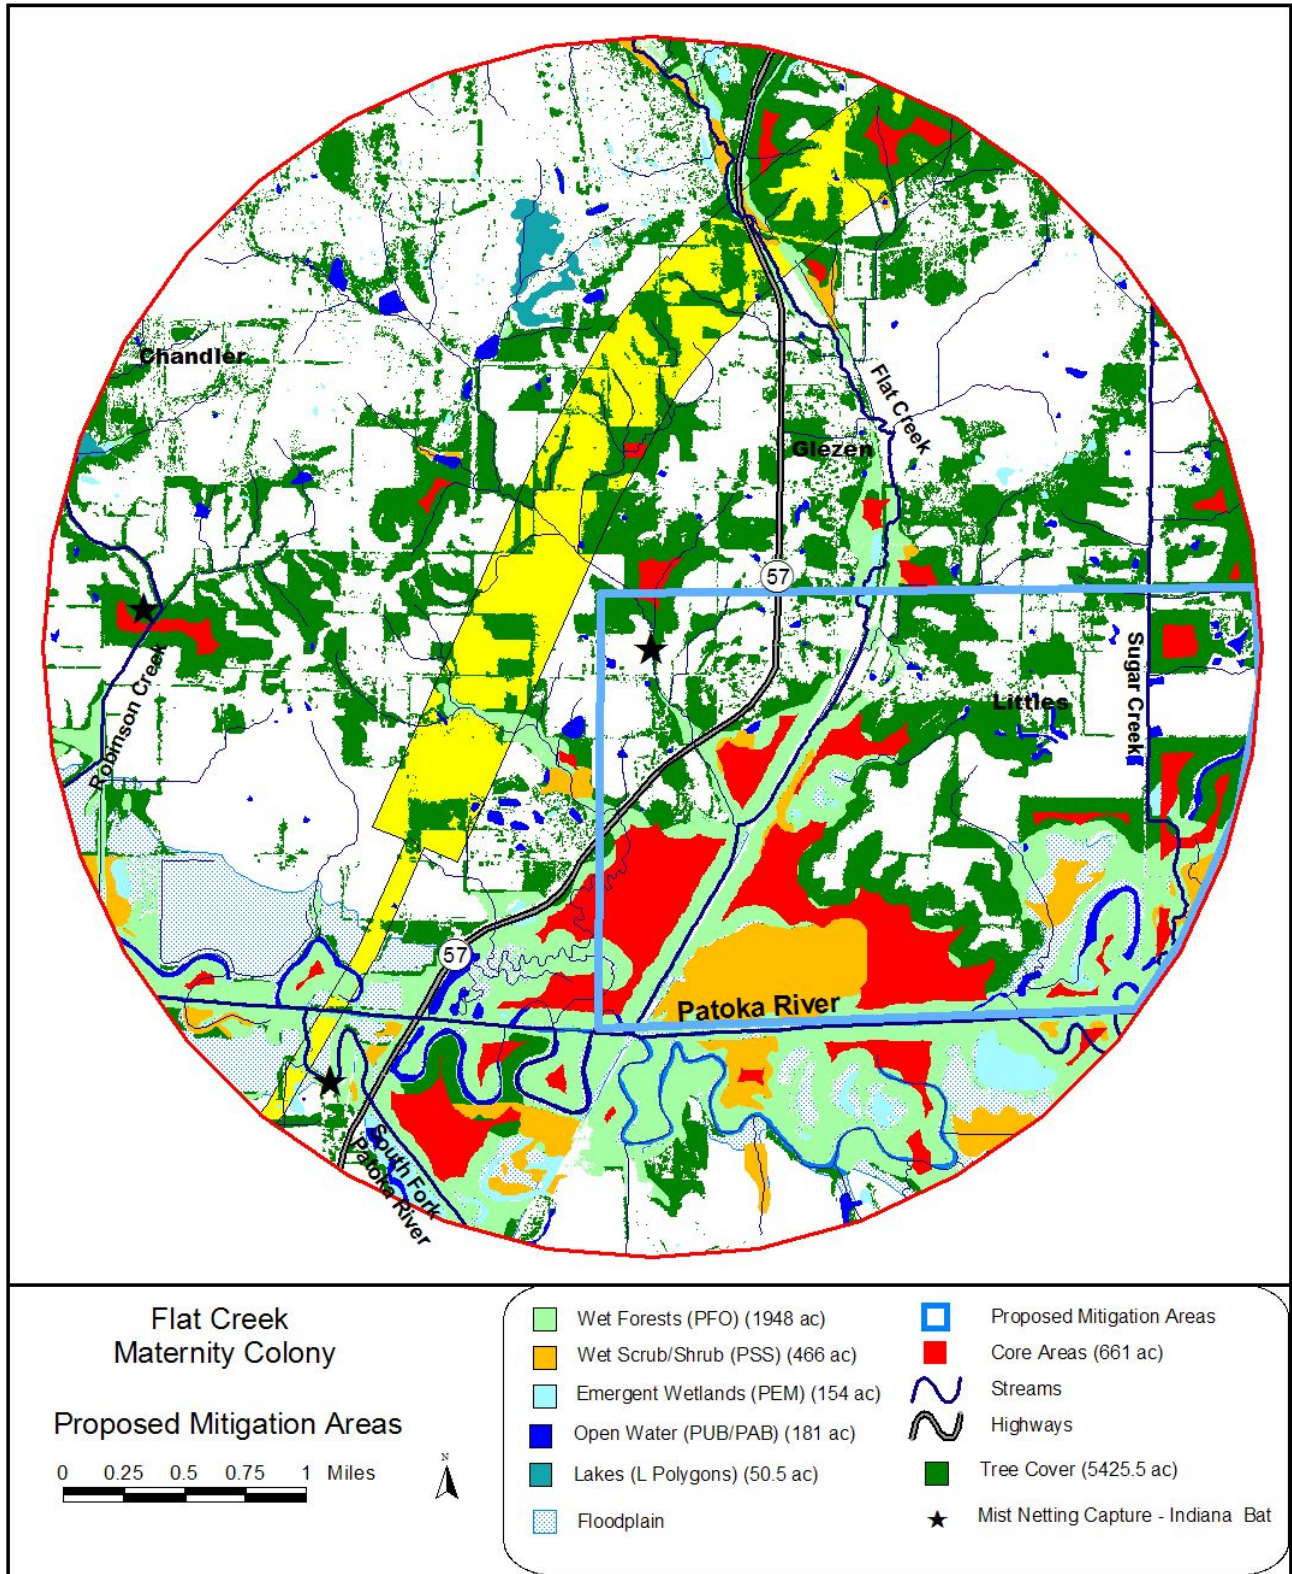 Chandler
Flat Creek
Glezen
57
Robinson Creek
Sugar Creek
Littles
57
Patoka River
South Fork
Patoka River
Flat Creek
Maternity Colony
Proposed Mitigation Areas
0 0.25 0.5 0.75 1 Miles
N
Wet Forests (PFO) (1948 ac)
Wet Scrub/Shrub (PSS) (466 ac)
Emergent Wetlands (PEM) (154 ac)
Open Water (PUB/PAB) (181 ac)
Lakes (L Polygons) (50.5 ac)
Floodplain
Proposed Mitigation Areas
Core Areas (661 ac)
Streams
Highways
Tree Cover (5425.5 ac)
Mist Netting Capture - Indiana Bat